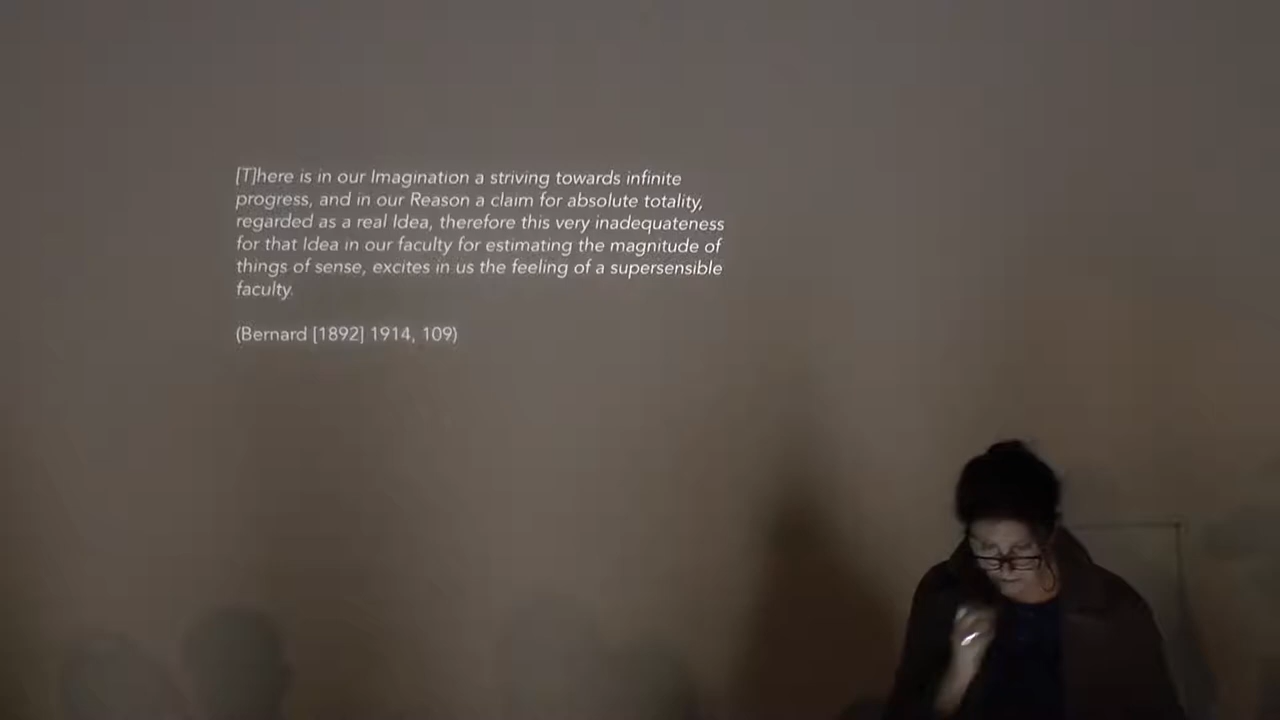 [T]here is in our Imagination a striving towards infinite
progress, and in our Reason a claim for absolute totality,
regarded as a real Idea, therefore this very inadequateness
for that Idea in our faculty for estimating the magnitude of
things of sense, excites in us the feeling of a supersensible
faculty.
(Bernard [1892] 1914, 109)